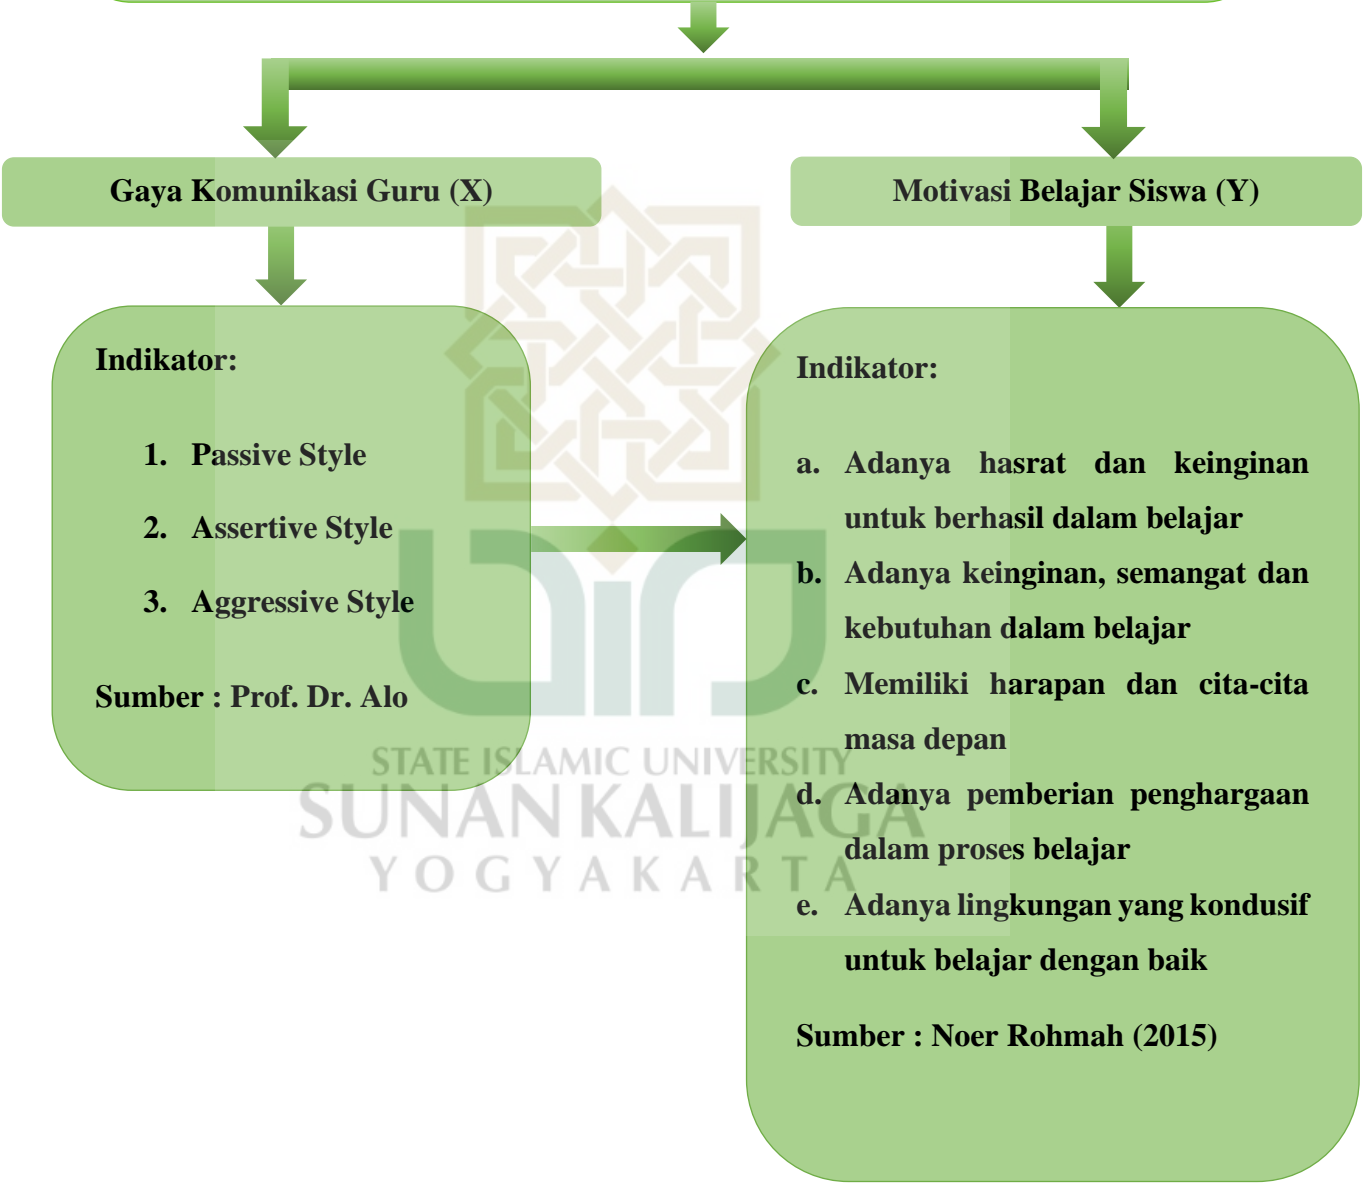 Gaya Komunikasi Guru (X)
Motivasi Belajar Siswa (Y)
Indikator:
1. Passive Style
2. Assertive Style
3. Aggressive Style
Sumber : Prof. Dr. Alo
Indikator:
a. Adanya hasrat dan keinginan
untuk berhasil dalam belajar
b. Adanya keinginan, semangat dan
kebutuhan dalam belajar
c. Memiliki harapan dan cita-cita
masa depan
d. Adanya pemberian penghargaan
dalam proses belajar
e. Adanya lingkungan yang kondusif
untuk belajar dengan baik
Sumber : Noer Rohmah (2015)
STATE ISLAMIC UNIVERSITY
SUNAN KALIJAGA
YOGYAKARTA